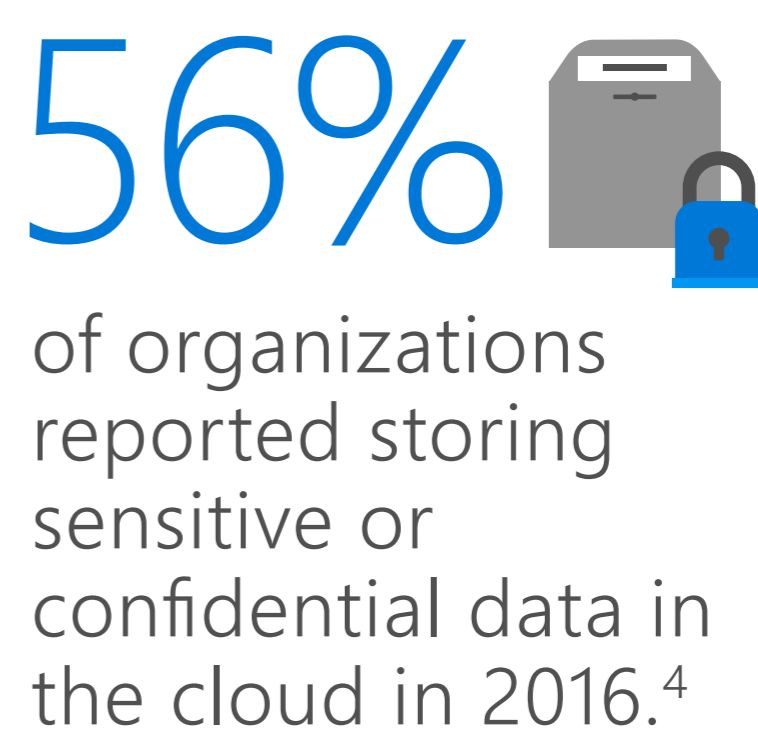 56%
of organizations
reported storing
sensitive or
confidential data in
the cloud in 2016.⁴